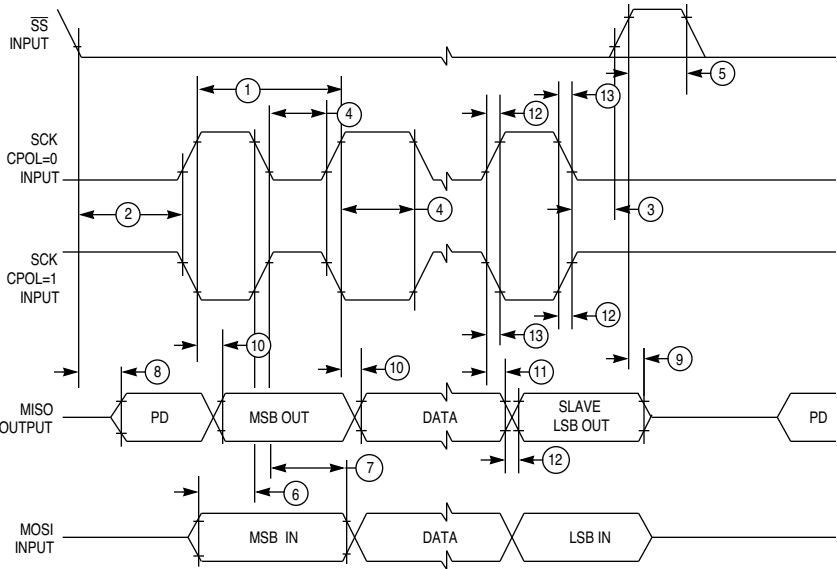 SS
INPUT
5
1
13
4
12
SCK
CPOL=0
INPUT
2
4
3
SCK
CPOL=1
INPUT
12
13
10
8
10
11
9
MISO
OUTPUT
PD
MSB OUT
DATA
SLAVE
LSB OUT
PD
7
12
6
MOSI
INPUT
MSB IN
DATA
LSB IN